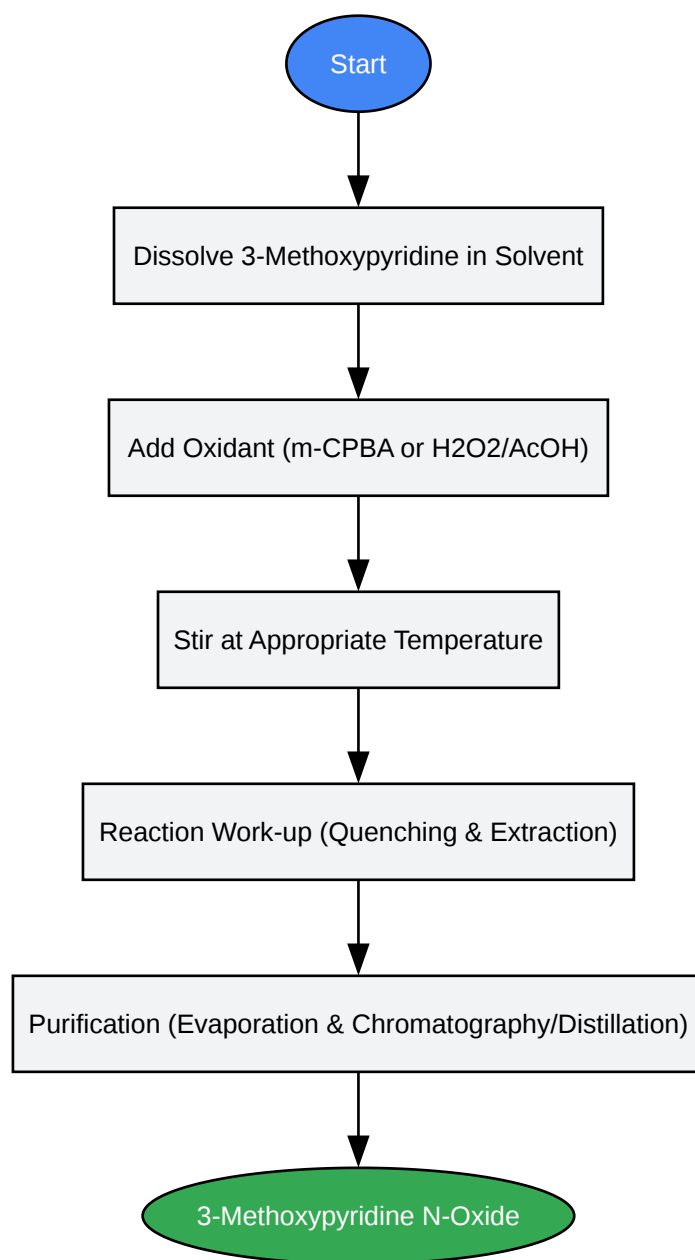 Start
Dissolve 3-Methoxypyridine in Solvent
Add Oxidant (m-CPBA or H2O2/AcOH)
Stir at Appropriate Temperature
Reaction Work-up (Quenching & Extraction)
Purification (Evaporation & Chromatography/Distillation)
3-Methoxypyridine N-Oxide